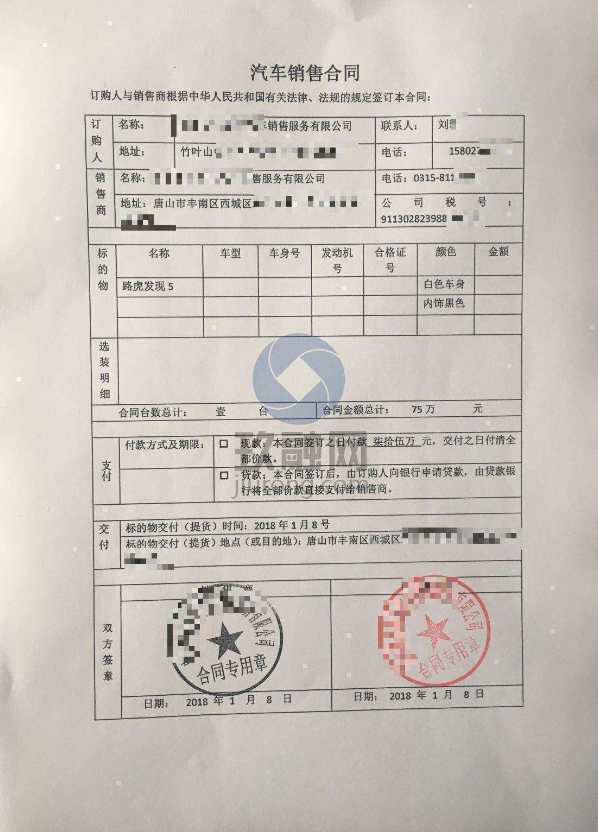 汽车销售合同
订购人与销售商根据中华人民共和国有关法律、法规的规定签订本合同：
订购人
名称：
销售服务有限公司
联系人：
刘
地址：
竹叶山
电话：
15802
销售商
名称：
售服务有限公司
电话：0315-811
地址：唐山市丰南区西城区
公司税号：
911302823988
标的物
名称 车型 车身号 发动机号 合格证号 颜色 金额
路虎发现5
白色车身
内饰黑色
选装明细
合同台数总计： 壹 台
合同金额总计： 75万 元
支付
付款方式及期限：
□ 现款：本合同签订之日付款 柒拾伍万 元，交付之日付清全
部价款。
□ 贷款：本合同签订后，由订购人向银行申请贷款，由贷款银
行将全部价款直接支付给销售商。
交付
标的物交付（提货）时间：2018年1月8号
标的物交付（提货）地点（或目的地）：唐山市丰南区西城区
双方签章
有限公司
合同专用章
日期： 2018 年 1 月 8 日
有限公司
合同专用章
日期： 2018 年 1 月 8 日